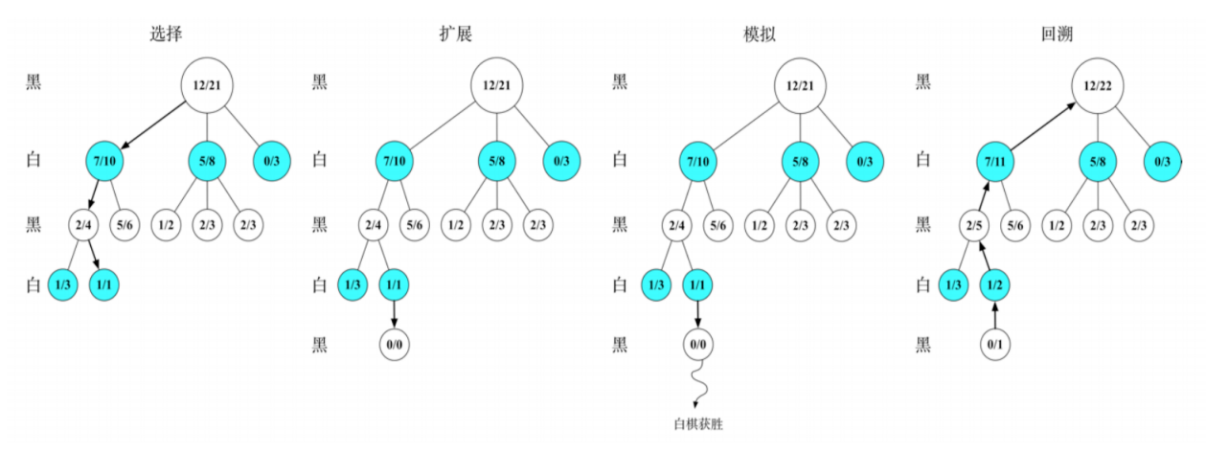 选择
黑
12/21
白
7/10 5/8 0/3
黑
2/4 5/6 1/2 2/3 2/3
白
1/3 1/1
扩展
黑
12/21
白
7/10 5/8 0/3
黑
2/4 5/6 1/2 2/3 2/3
白
1/3 1/1
黑
0/0
模拟
黑
12/21
白
7/10 5/8 0/3
黑
2/4 5/6 1/2 2/3 2/3
白
1/3 1/1
黑
0/0
白棋获胜
回溯
黑
12/22
白
7/11 5/8 0/3
黑
2/5 5/6 1/2 2/3 2/3
白
1/3 1/2
黑
0/1